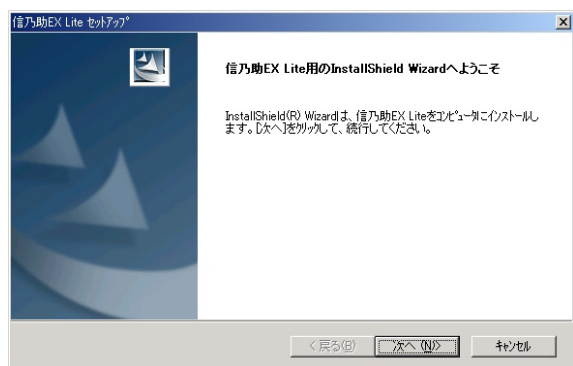 信乃助EX Lite ｾｯﾄｱｯﾌﾟ
信乃助EX Lite用のInstallShield Wizardへようこそ
InstallShield(R) Wizardは、信乃助EX Liteをｺﾝﾋﾟｭｰﾀにインストールし
ます。[次へ]をｸﾘｯｸして、続行してください。
< 戻る(B)
次へ (N)>
ｷｬﾝｾﾙ